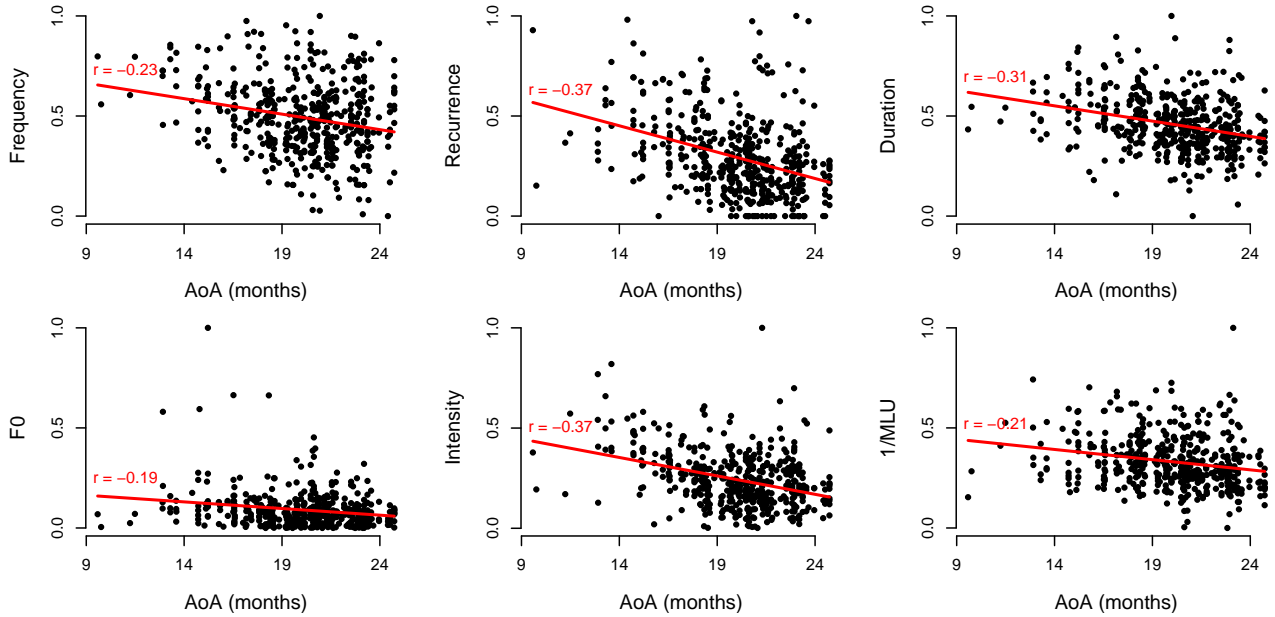 Frequency
0.0 0.5 1.0
r = −0.23
9 14 19 24
AoA (months)
Recurrence
0.0 0.5 1.0
r = −0.37
9 14 19 24
AoA (months)
Duration
0.0 0.5 1.0
r = −0.31
9 14 19 24
AoA (months)
F0
0.0 0.5 1.0
r = −0.19
9 14 19 24
AoA (months)
Intensity
0.0 0.5 1.0
r = −0.37
9 14 19 24
AoA (months)
1/MLU
0.0 0.5 1.0
r = −0.21
9 14 19 24
AoA (months)